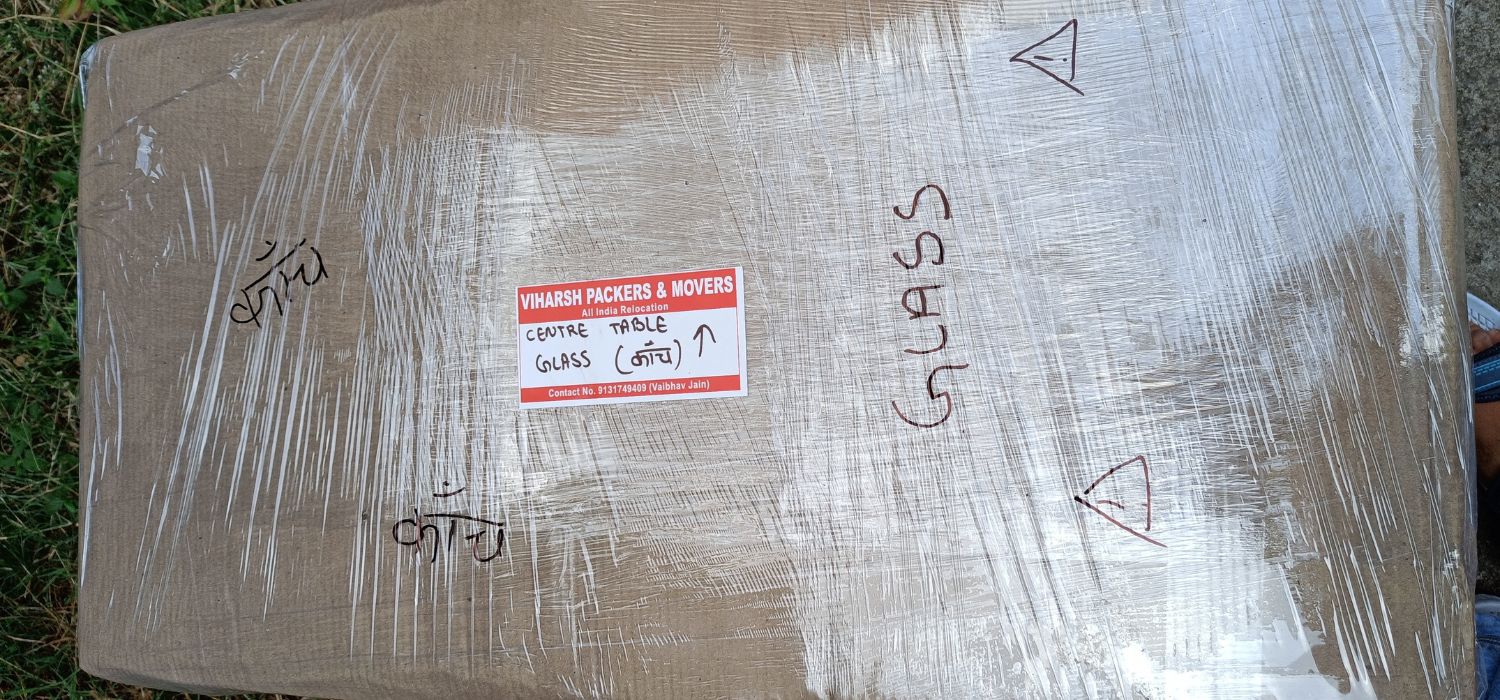 काँच
VIHARSH PACKERS & MOVERS
All India Relocation
CENTRE TABLE
GLASS (काँच) ↑
Contact No. 9131749409 (Vaibhav Jain)
काँच
GLASS
!
!